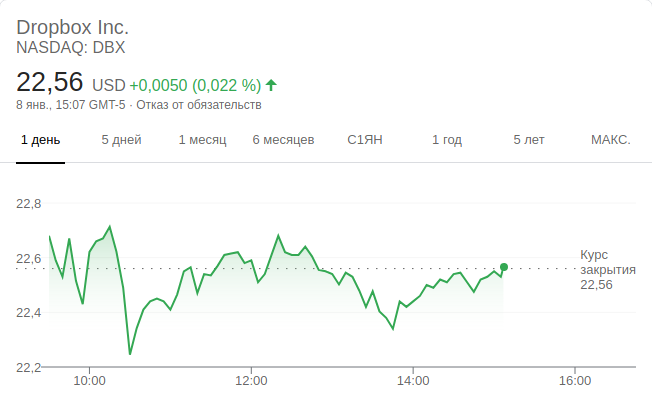 Dropbox Inc.
NASDAQ: DBX
22,56 USD +0,0050 (0,022 %)
8 янв., 15:07 GMT-5 · Отказ от обязательств
1 день 5 дней 1 месяц 6 месяцев С1ЯН 1 год 5 лет МАКС.
22,8
22,6
22,4
22,2
Курс
закрытия
22,56
10:00 12:00 14:00 16:00